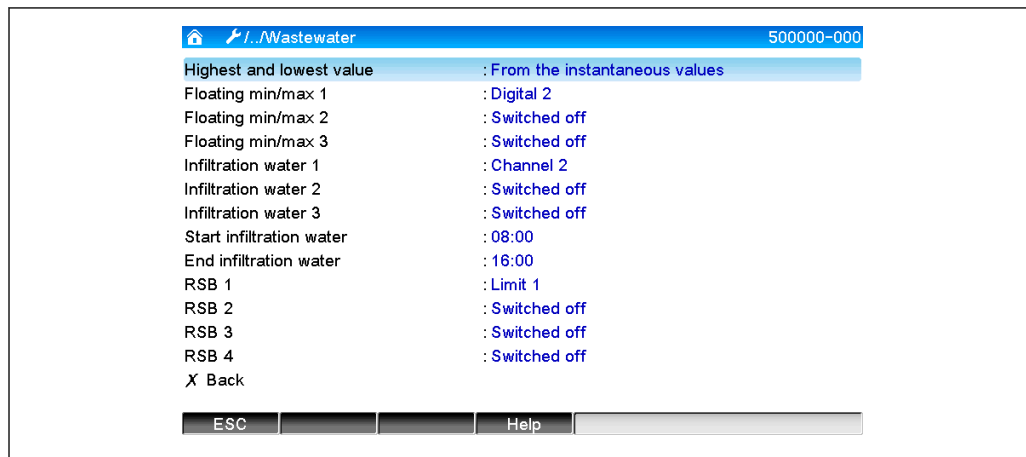 /../Wastewater 500000-000
Highest and lowest value : From the instantaneous values
Floating min/max 1 : Digital 2
Floating min/max 2 : Switched off
Floating min/max 3 : Switched off
Infiltration water 1 : Channel 2
Infiltration water 2 : Switched off
Infiltration water 3 : Switched off
Start infiltration water : 08:00
End infiltration water : 16:00
RSB 1 : Limit 1
RSB 2 : Switched off
RSB 3 : Switched off
RSB 4 : Switched off
X Back
ESC Help